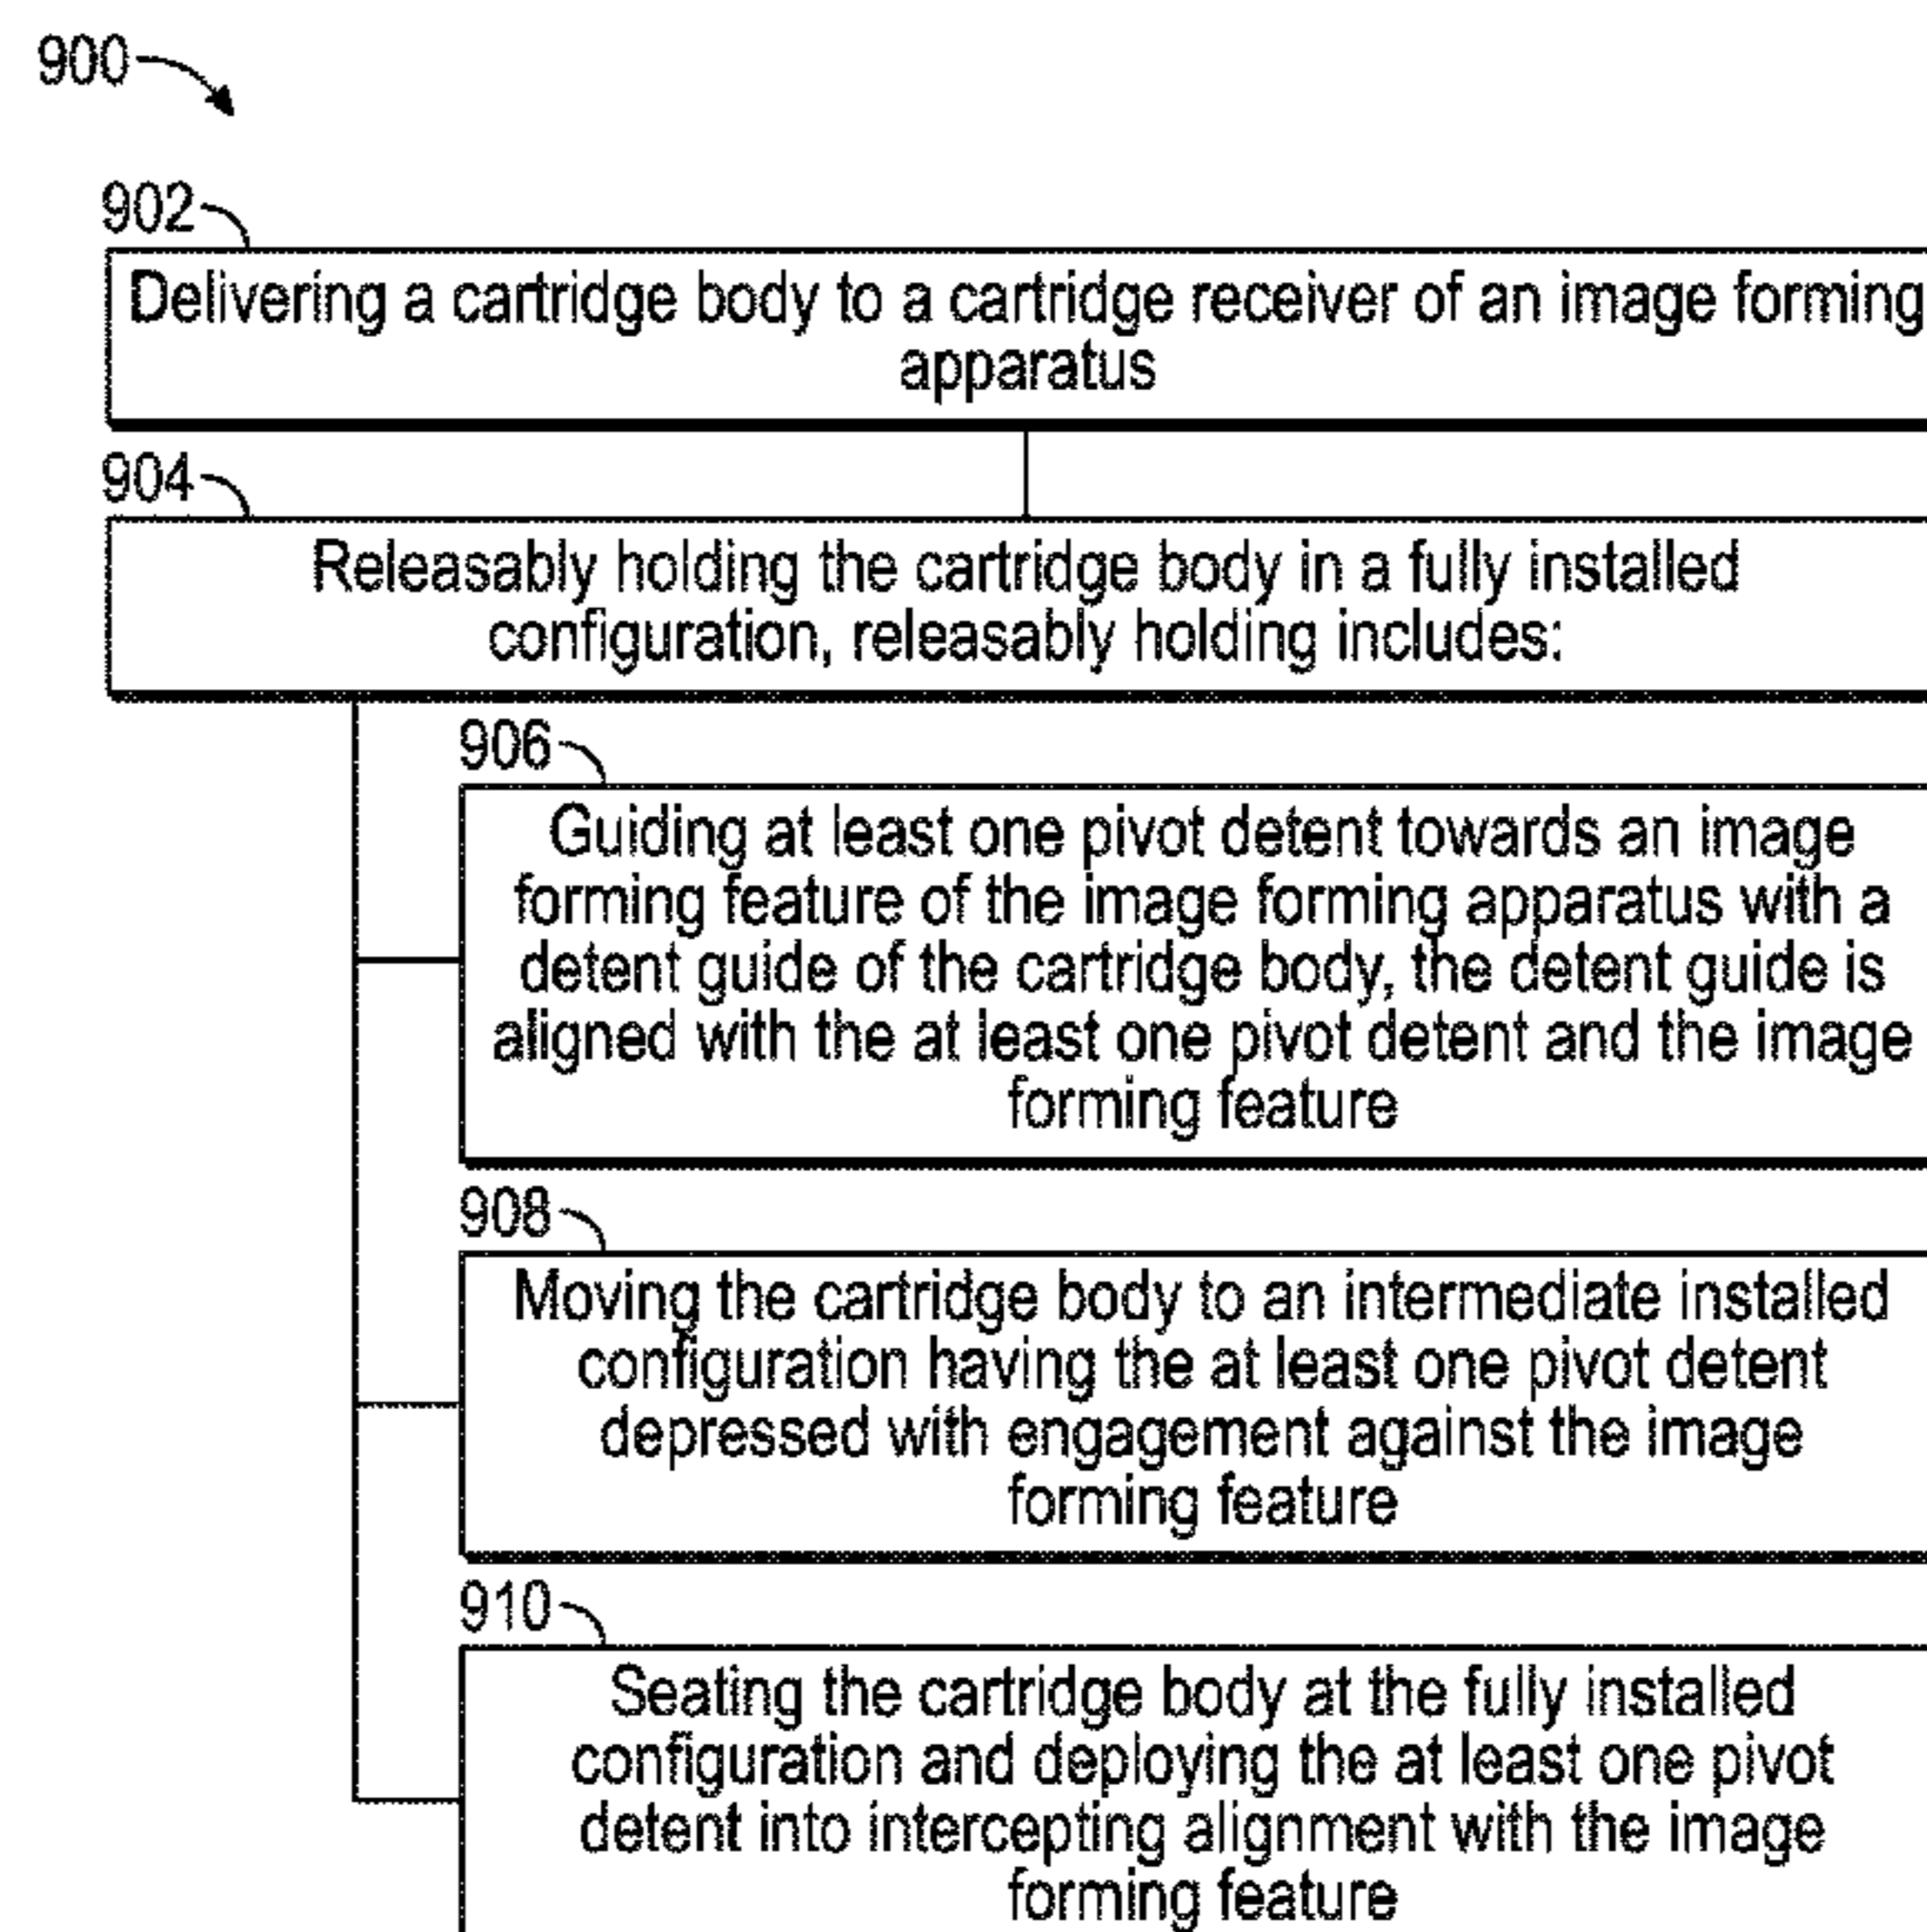 900
902
Delivering a cartridge body to a cartridge receiver of an image forming
apparatus
904
Releasably holding the cartridge body in a fully installed
configuration, releasably holding includes:
906
Guiding at least one pivot detent towards an image
forming feature of the image forming apparatus with a
detent guide of the cartridge body, the detent guide is
aligned with the at least one pivot detent and the image
forming feature
908
Moving the cartridge body to an intermediate installed
configuration having the at least one pivot detent
depressed with engagement against the image
forming feature
910
Seating the cartridge body at the fully installed
configuration and deploying the at least one pivot
detent into intercepting alignment with the image
forming feature